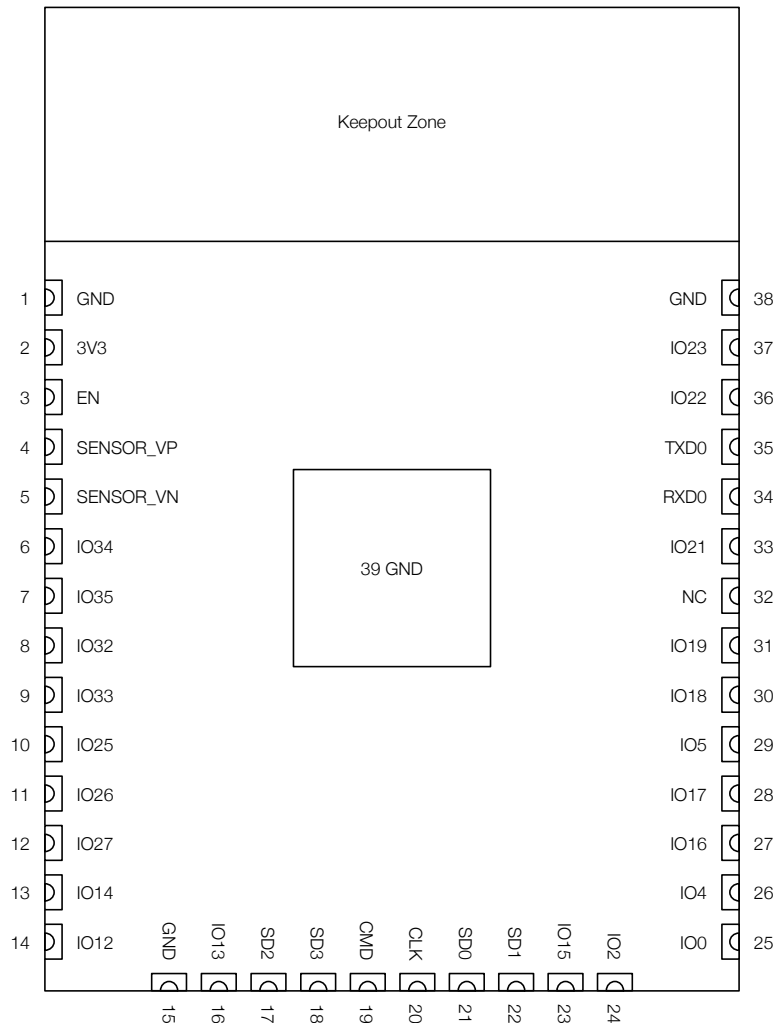 Keepout Zone
1 GND
GND 38
2 3V3
IO23 37
3 EN
IO22 36
4 SENSOR_VP
TXD0 35
5 SENSOR_VN
RXD0 34
6 IO34
IO21 33
39 GND
7 IO35
NC 32
8 IO32
IO19 31
9 IO33
IO18 30
10 IO25
IO5 29
11 IO26
IO17 28
12 IO27
IO16 27
13 IO14
IO4 26
14 IO12
IO0 25
GND 15
IO13 16
SD2 17
SD3 18
CMD 19
CLK 20
SD0 21
SD1 22
IO15 23
IO2 24